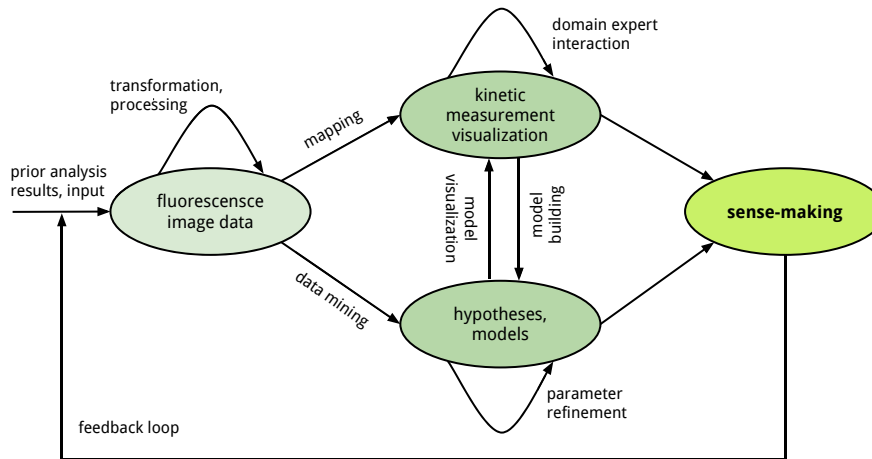 domain expert
interaction
transformation,
processing
kinetic
measurement
visualization
mapping
prior analysis
results, input
fluorescensce
image data
model
visualization
model
building
sense-making
data mining
hypotheses,
models
parameter
refinement
feedback loop